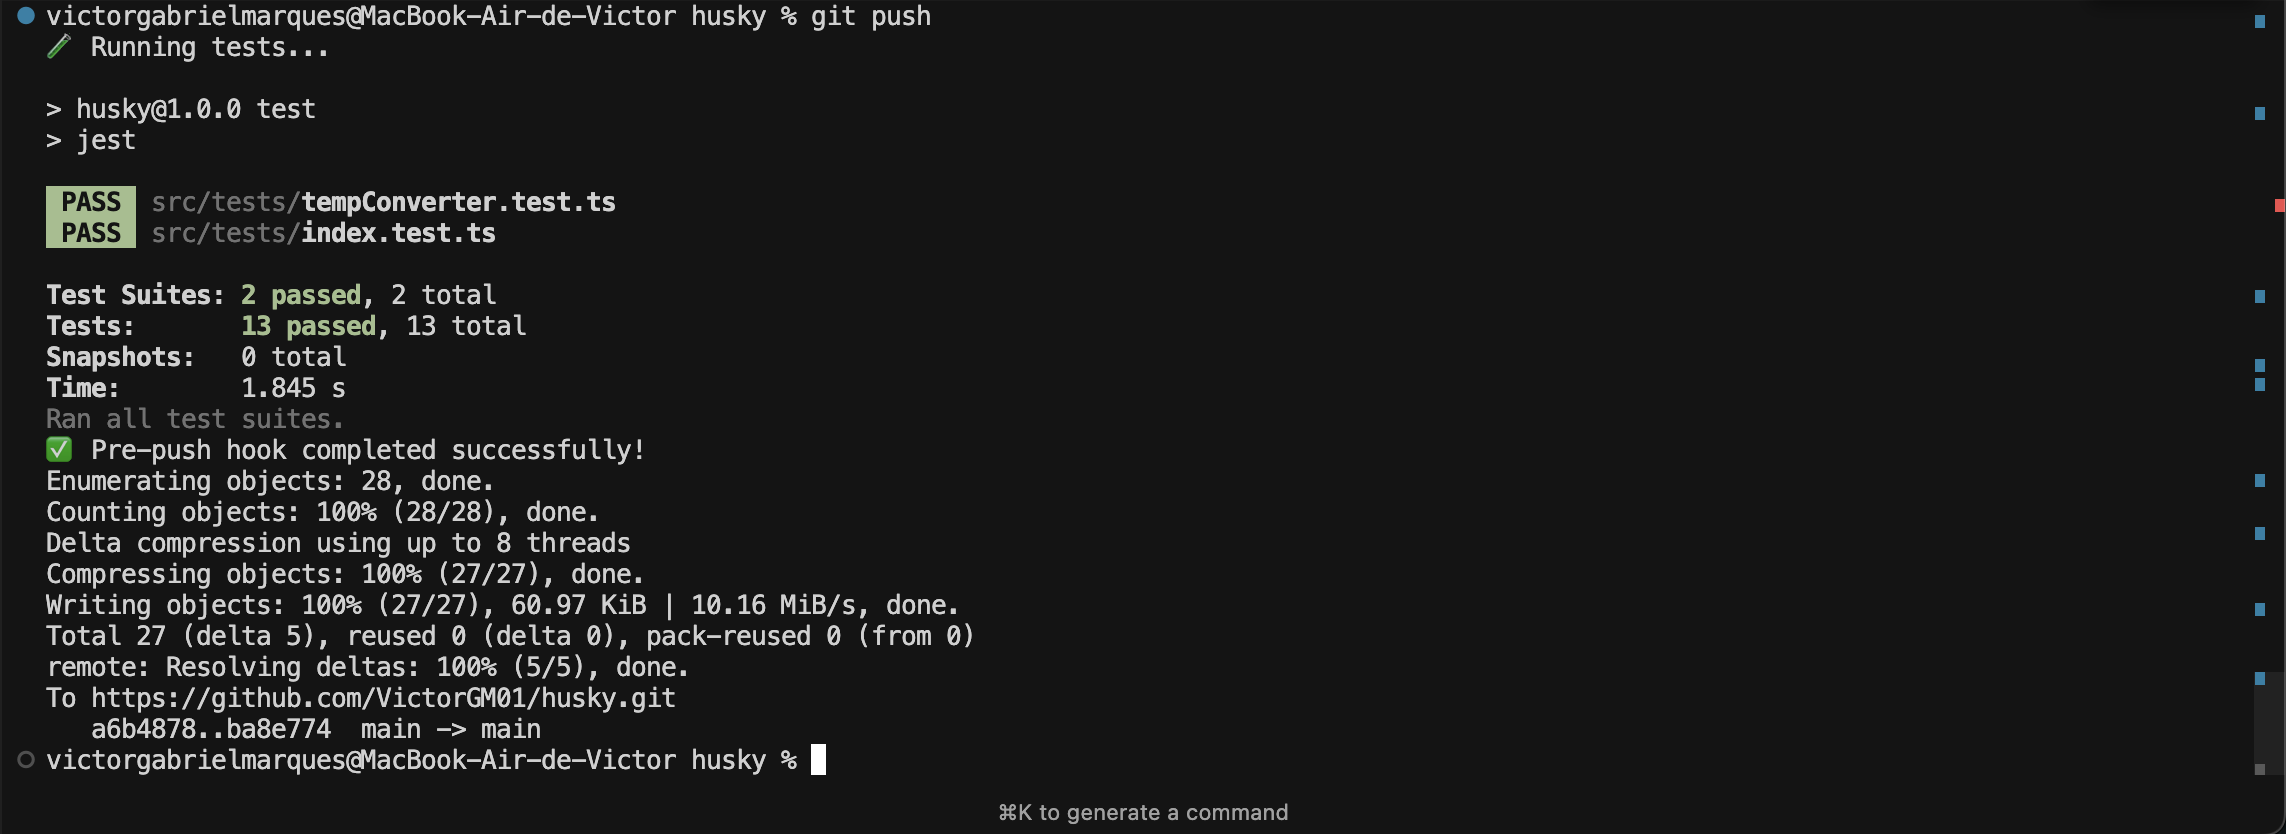 victorgabrielmarques@MacBook-Air-de-Victor husky % git push
🧪 Running tests...
> husky@1.0.0 test
> jest
PASS src/tests/tempConverter.test.ts
PASS src/tests/index.test.ts
Test Suites: 2 passed, 2 total
Tests: 13 passed, 13 total
Snapshots: 0 total
Time: 1.845 s
Ran all test suites.
✅ Pre-push hook completed successfully!
Enumerating objects: 28, done.
Counting objects: 100% (28/28), done.
Delta compression using up to 8 threads
Compressing objects: 100% (27/27), done.
Writing objects: 100% (27/27), 60.97 KiB | 10.16 MiB/s, done.
Total 27 (delta 5), reused 0 (delta 0), pack-reused 0 (from 0)
remote: Resolving deltas: 100% (5/5), done.
To https://github.com/VictorGM01/husky.git
a6b4878..ba8e774 main -> main
victorgabrielmarques@MacBook-Air-de-Victor husky %
⌘K to generate a command